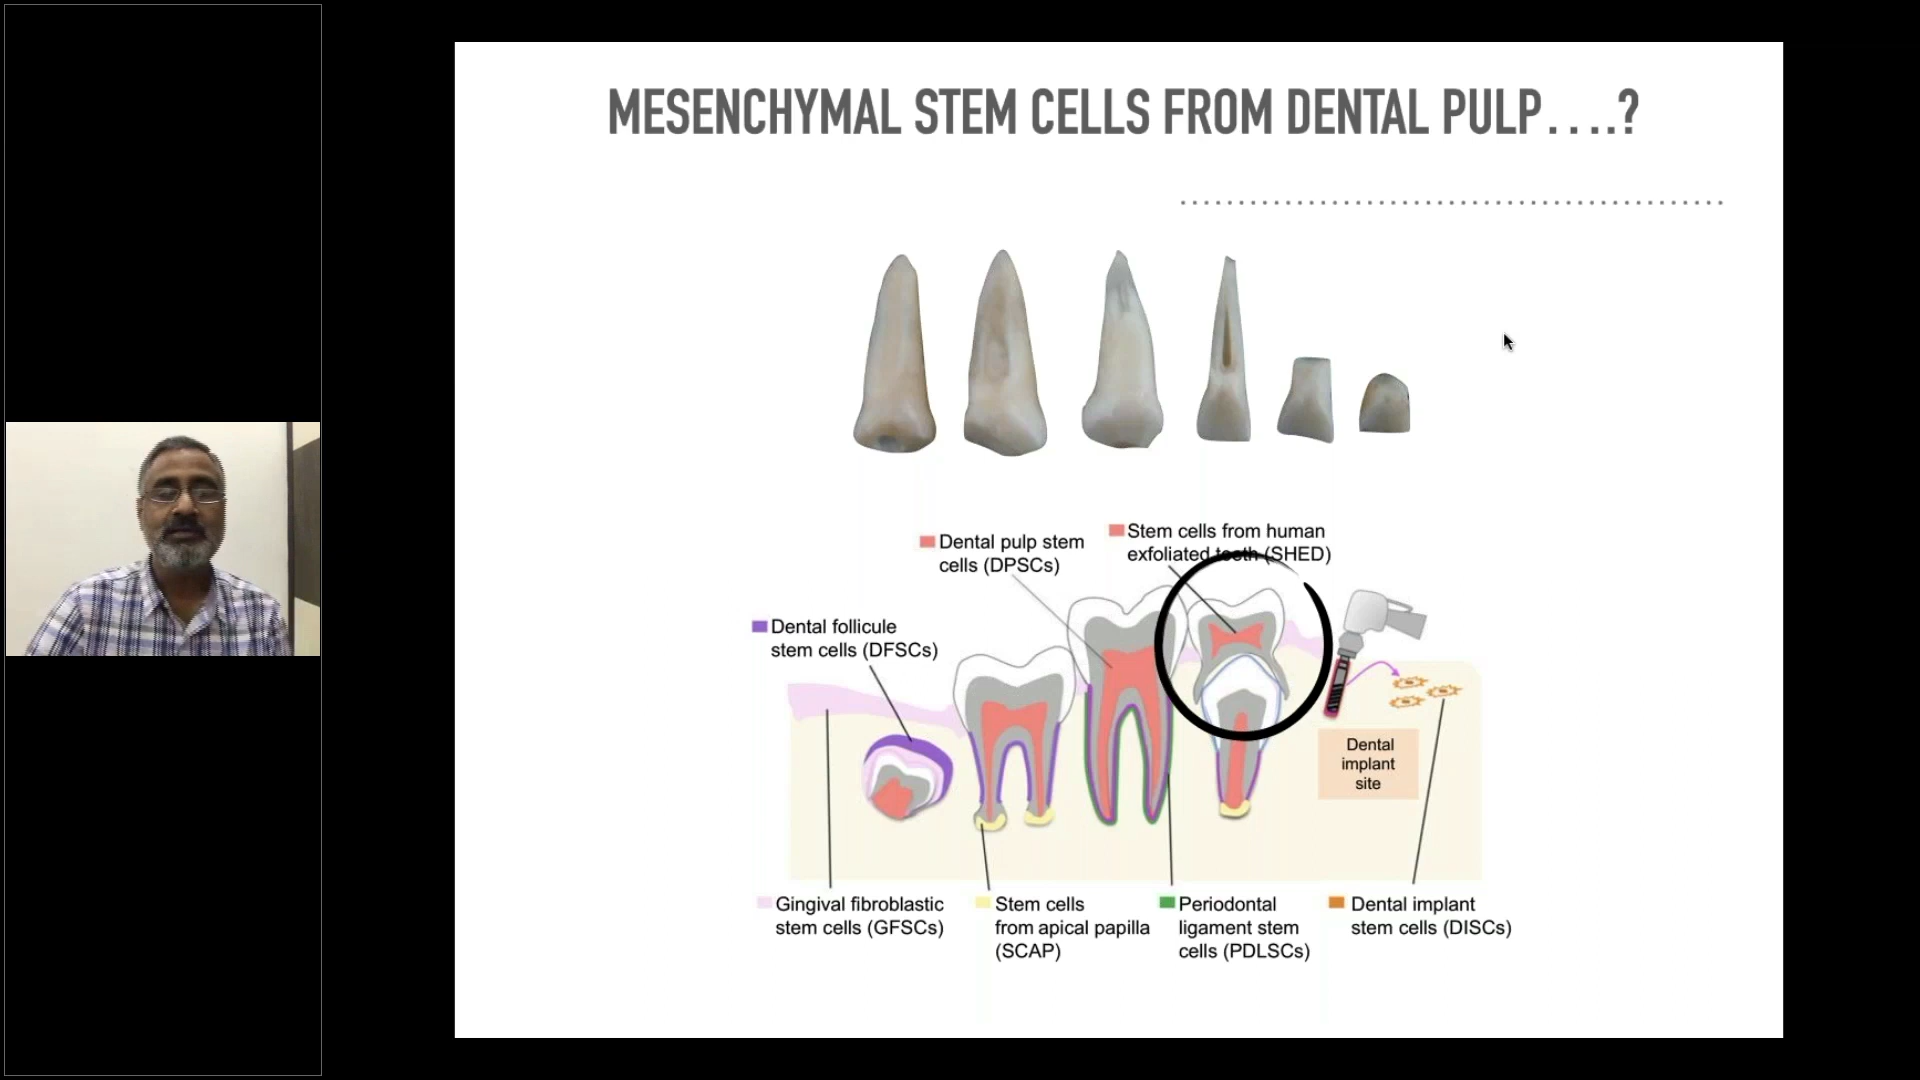 MESENCHYMAL STEM CELLS FROM DENTAL PULP....?
Stem cells from human
exfoliated teeth (SHED)
Dental pulp stem
cells (DPSCs)
Dental follicule
stem cells (DFSCs)
Dental
implant
site
Gingival fibroblastic
stem cells (GFSCs)
Stem cells
from apical papilla
(SCAP)
Periodontal
ligament stem
cells (PDLSCs)
Dental implant
stem cells (DISCs)